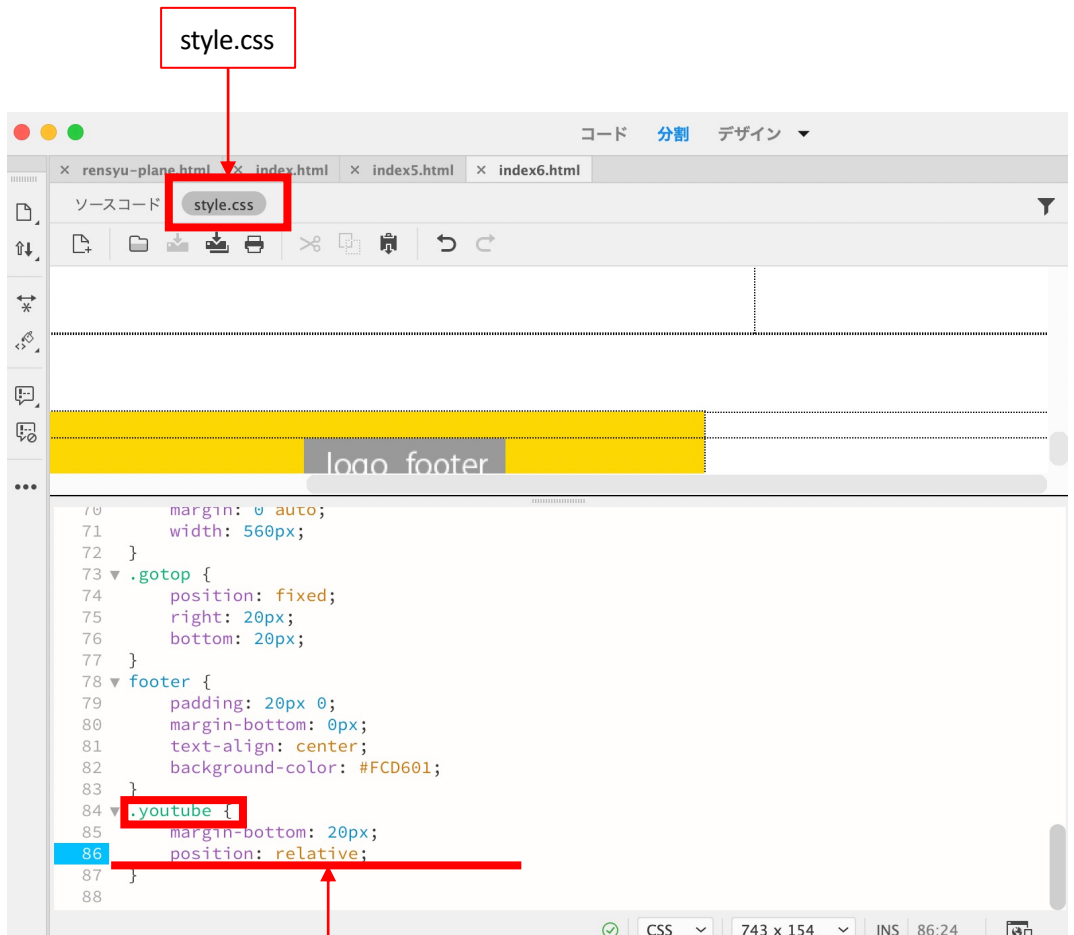 style.css
コード 分割 デザイン
× rensyu-plane.html × index.html × index5.html × index6.html
ソースコード style.css
logo_footer
70 margin: 0 auto;
71 width: 560px;
72 }
73 .gotop {
74 position: fixed;
75 right: 20px;
76 bottom: 20px;
77 }
78 footer {
79 padding: 20px 0;
80 margin-bottom: 0px;
81 text-align: center;
82 background-color: #FCD601;
83 }
84 .youtube {
85 margin-bottom: 20px;
86 position: relative;
87 }
88
CSS 743 x 154 INS 86:24